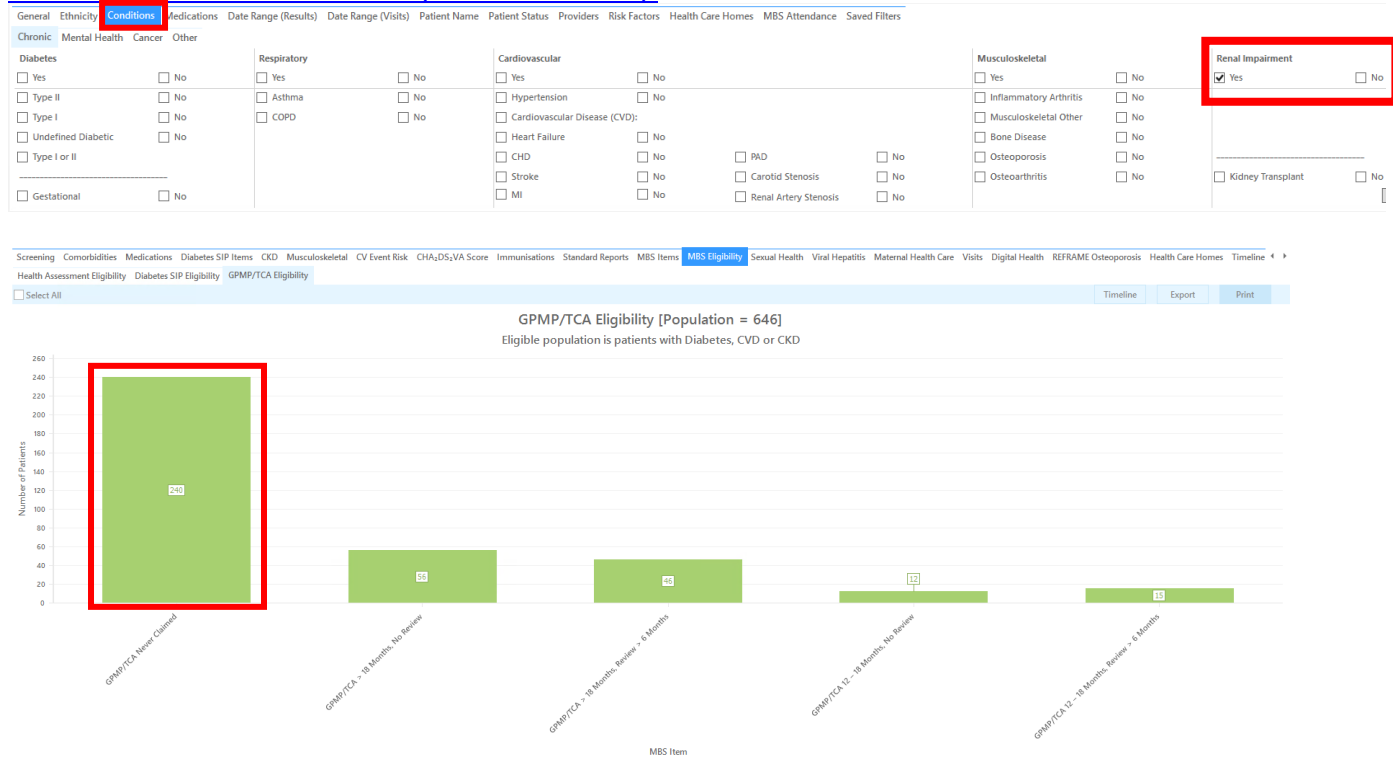 General Ethnicity Conditions Medications Date Range (Results) Date Range (Visits) Patient Name Patient Status Providers Risk Factors Health Care Homes MBS Attendance Saved Filters
Chronic Mental Health Cancer Other
Diabetes Respiratory Cardiovascular Musculoskeletal Renal Impairment
Yes No Yes No Yes No Yes No Yes No
Type II No Asthma No Hypertension No Inflammatory Arthritis No
Type I No COPD No Cardiovascular Disease (CVD): Musculoskeletal Other No
Undefined Diabetic No Heart Failure No Bone Disease No
Type I or II CHD No PAD No Osteoporosis No
Stroke No Carotid Stenosis No Osteoarthritis No Kidney Transplant No
Gestational No MI No Renal Artery Stenosis No
Screening Comorbidities Medications Diabetes SIP Items CKD Musculoskeletal CV Event Risk CHA₂DS₂VA Score Immunisations Standard Reports MBS Items MBS Eligibility Sexual Health Viral Hepatitis Maternal Health Care Visits Digital Health REFRAME Osteoporosis Health Care Homes Timeline
Health Assessment Eligibility Diabetes SIP Eligibility GPMP/TCA Eligibility
Select All Timeline Export Print
GPMP/TCA Eligibility [Population = 646]
Eligible population is patients with Diabetes, CVD or CKD
Number of Patients
260
240
220
200
180
160
140
120
100
80
60
40
20
0
240
56
46
12
15
GPMP/TCA Never Claimed
GPMP/TCA > 18 Months, No Review
GPMP/TCA > 18 Months, Review > 6 Months
GPMP/TCA 12 – 18 Months, No Review
GPMP/TCA 12 – 18 Months, Review > 6 Months
MBS Item